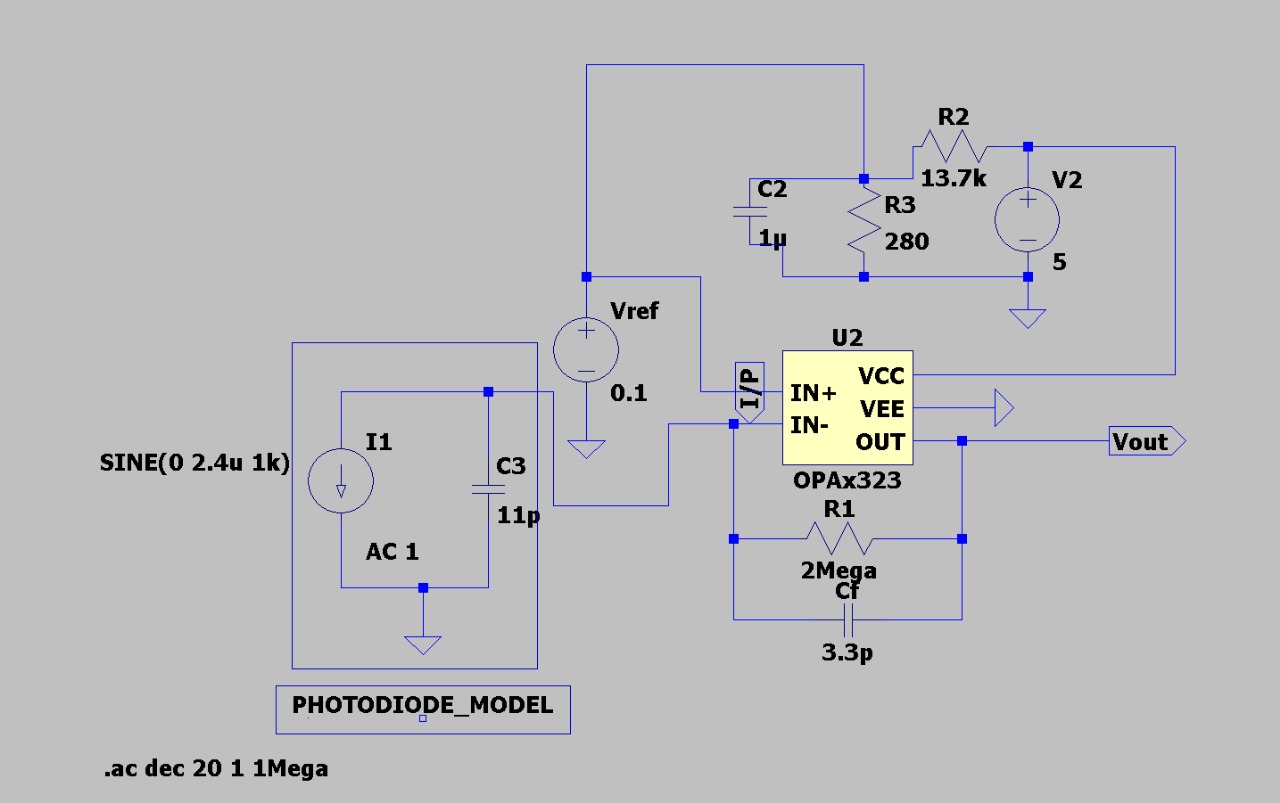 R2
13.7k
V2
5
C2
1µ
R3
280
Vref
0.1
U2
I/P
IN+
IN-
VCC
VEE
OUT
OPAx323
Vout
I1
SINE(0 2.4u 1k)
AC 1
C3
11p
R1
2Mega
Cf
3.3p
PHOTODIODE_MODEL
.ac dec 20 1 1Mega